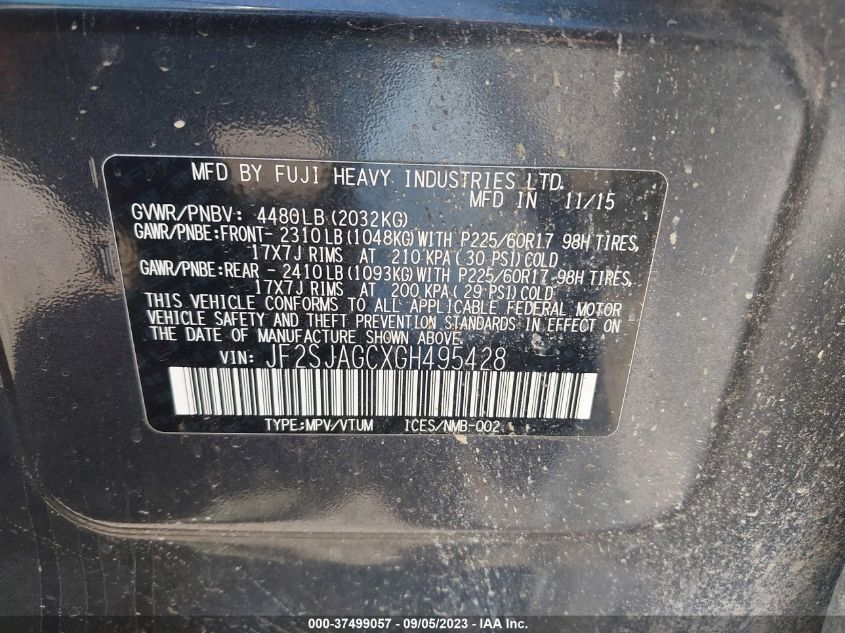 MFD BY FUJI HEAVY INDUSTRIES LTD.
MFD IN 11/15
GVWR/PNBV: 4480LB(2032KG)
GAWR/PNBE:FRONT- 2310LB(1048KG)WITH P225/60R17 98H TIRES,
17X7J RIMS AT 210 KPA(30 PSI)COLD
GAWR/PNBE:REAR - 2410LB(1093KG)WITH P225/60R17 98H TIRES,
17X7J RIMS AT 200 KPA(29 PSI)COLD
THIS VEHICLE CONFORMS TO ALL APPLICABLE FEDERAL MOTOR
VEHICLE SAFETY AND THEFT PREVENTION STANDARDS IN EFFECT ON
THE DATE OF MANUFACTURE SHOWN ABOVE.
VIN: JF2SJAGCXGH495428
TYPE:MPV/VTUM ICES/NMB-002
000-37499057 - 09/05/2023 - www.iaai.com